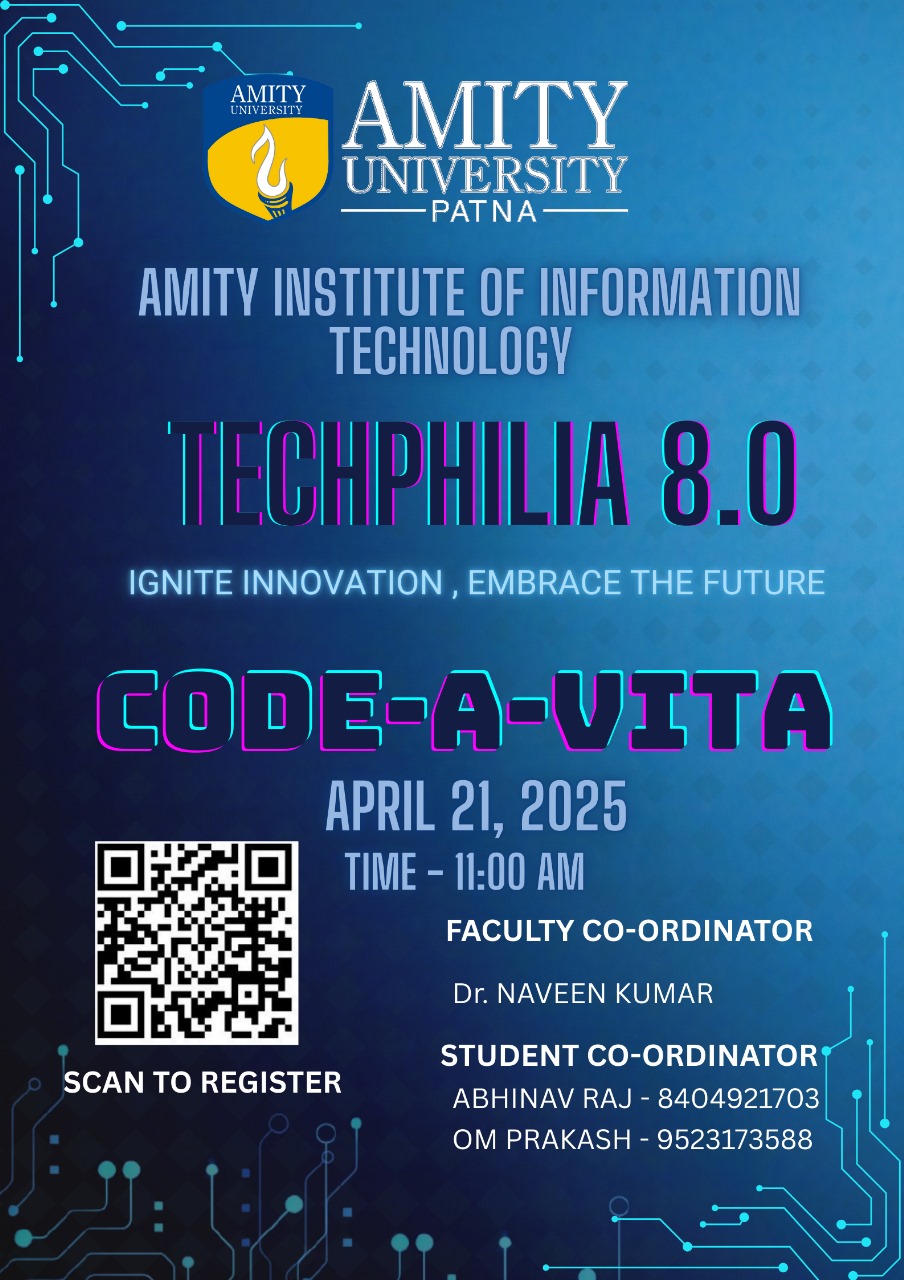 AMITY
UNIVERSITY
AMITY
UNIVERSITY
PATNA
AMITY INSTITUTE OF INFORMATION
TECHNOLOGY
TECHPHILIA 8.0
IGNITE INNOVATION , EMBRACE THE FUTURE
CODE-A-VITA
APRIL 21, 2025
TIME - 11:00 AM
FACULTY CO-ORDINATOR
Dr. NAVEEN KUMAR
STUDENT CO-ORDINATOR
ABHINAV RAJ - 8404921703
OM PRAKASH - 9523173588
SCAN TO REGISTER